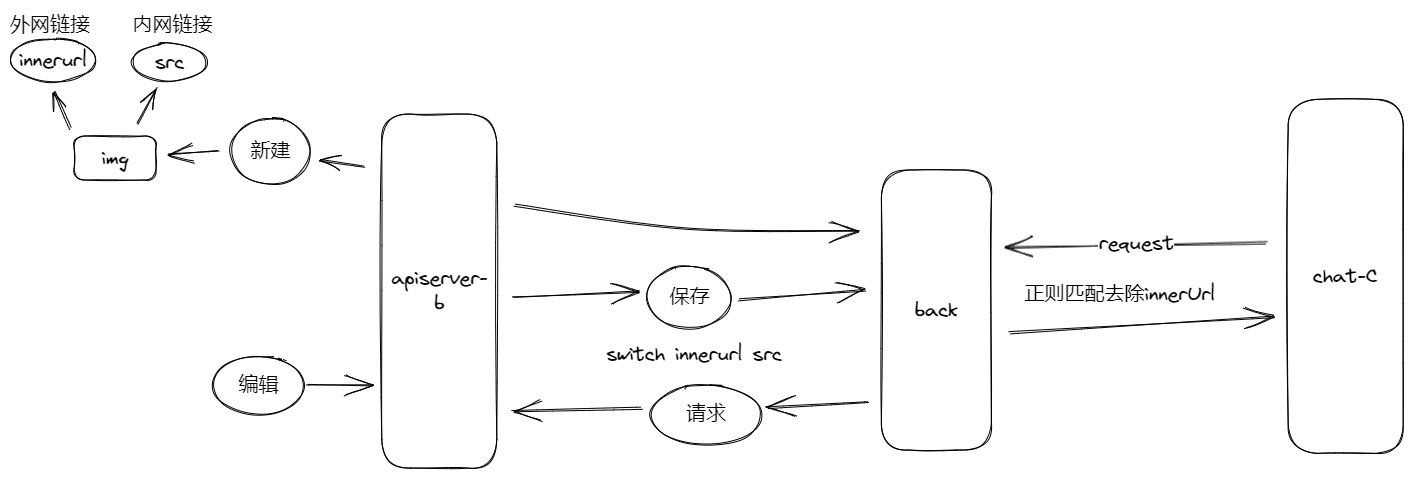 外网链接
内网链接
innerurl
src
img
新建
apiserver-
b
保存
switch innerurl src
编辑
请求
back
request
正则匹配去除innerUrl
chat-C